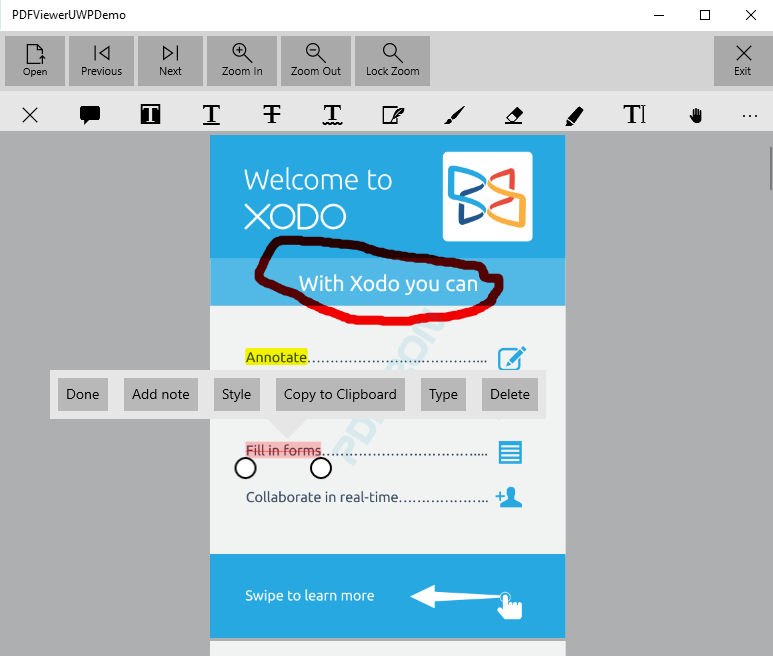 PDFViewerUWPDemo
Open Previous Next Zoom In Zoom Out Lock Zoom Exit
T T T T TI ...
Welcome to
XODO
With Xodo you can
Annotate.......................................
Done Add note Style Copy to Clipboard Type Delete
Fill in forms....................................
Collaborate in real-time....................
Swipe to learn more